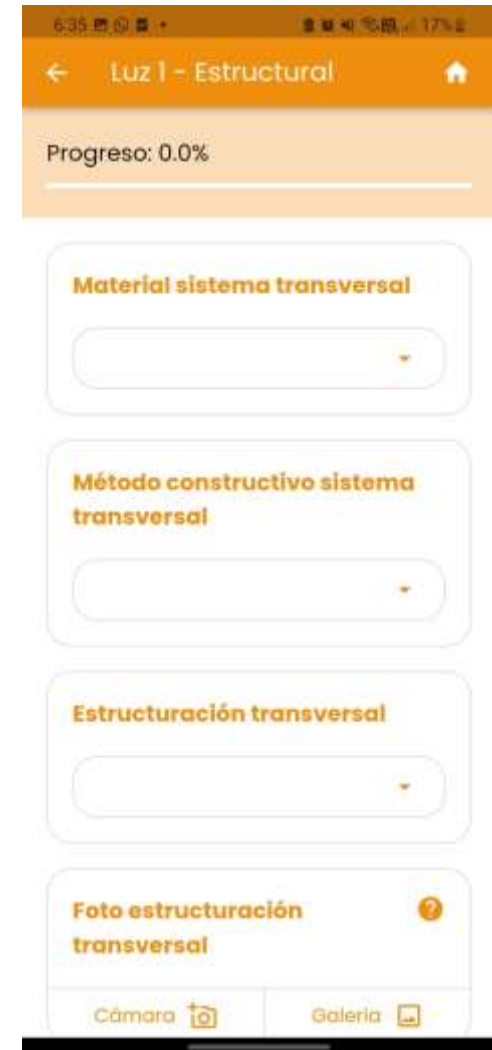 6:35 17%
Luz 1 - Estructural
Progreso: 0.0%
Material sistema transversal
Método constructivo sistema
transversal
Estructuración transversal
Foto estructuración
transversal
Cámara Galería